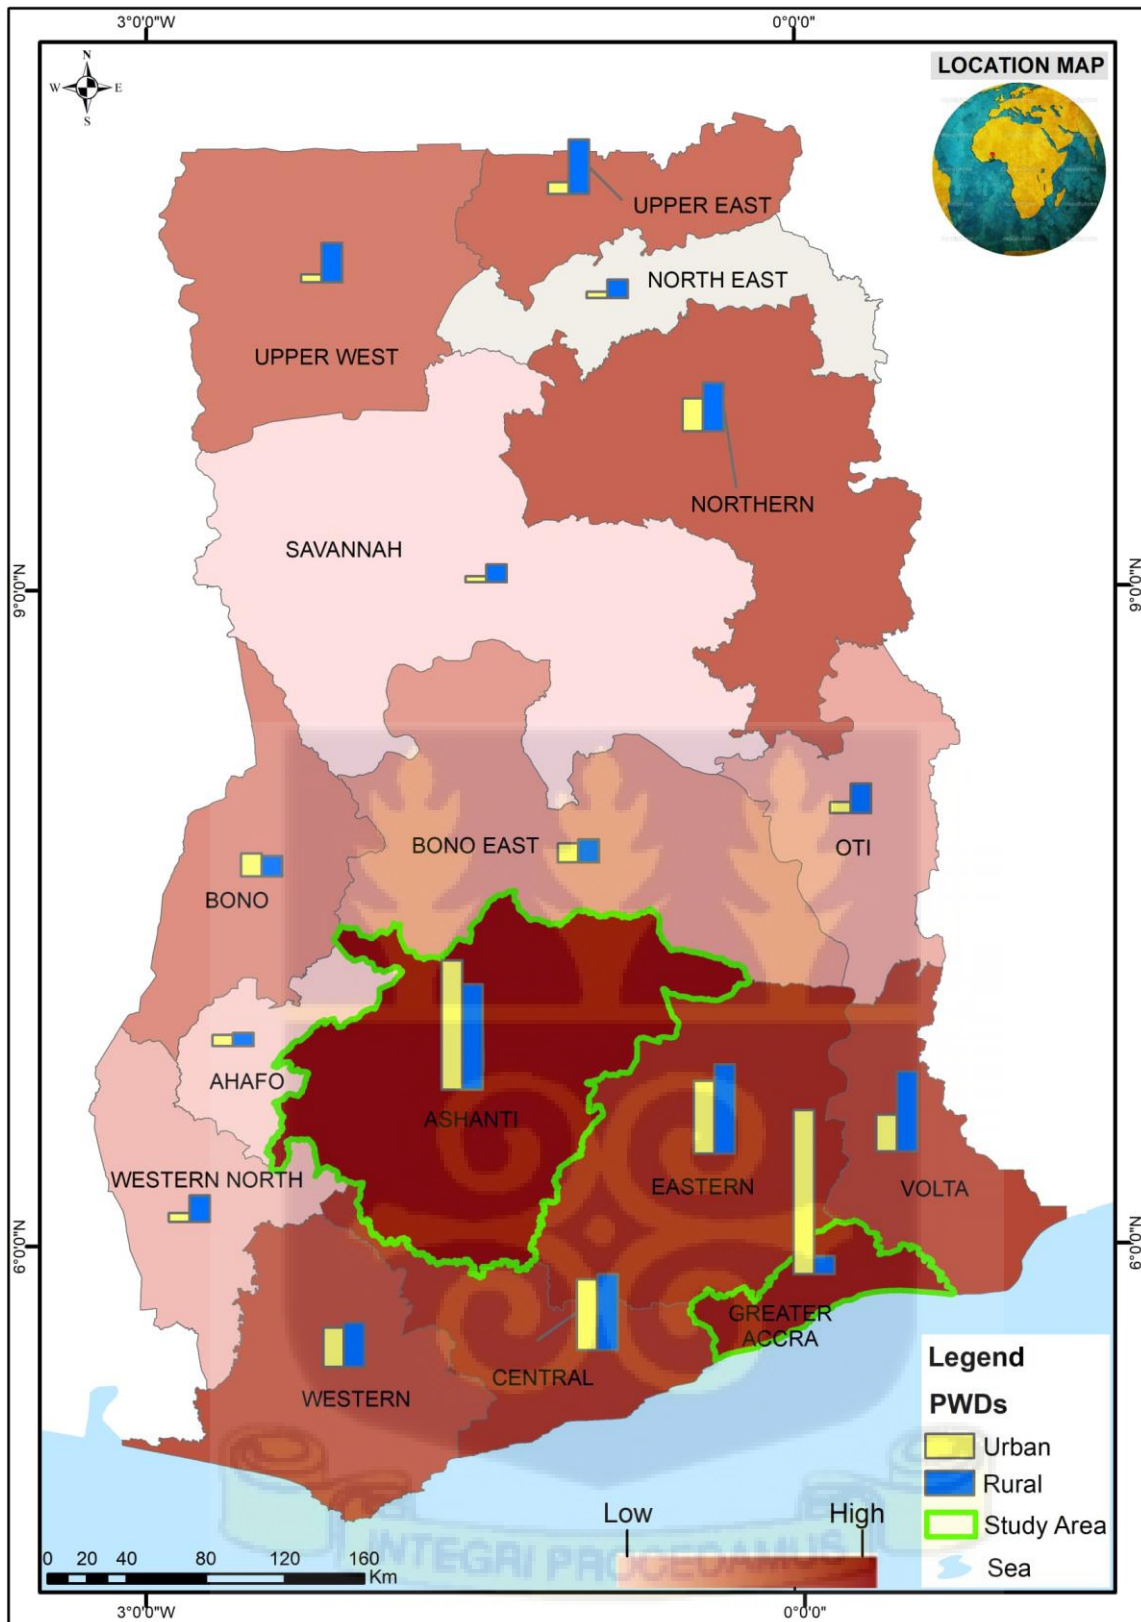 3°0'0"W
0°0'0"
N
W
E
S
LOCATION MAP
UPPER EAST
NORTH EAST
UPPER WEST
NORTHERN
SAVANNAH
9°0'0"N
9°0'0"N
BONO EAST
OTI
BONO
AHAFO
ASHANTI
WESTERN NORTH
EASTERN
VOLTA
6°0'0"N
6°0'0"N
GREATER
ACCRA
CENTRAL
WESTERN
Legend
PWDs
Urban
Rural
Study Area
Sea
Low
High
INTEGRI PROCEDAMUS
0 20 40 80 120 160
Km
3°0'0"W
0°0'0"